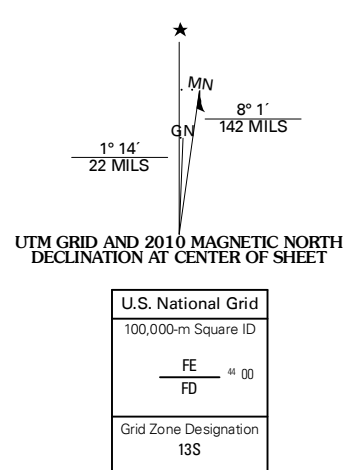 ★
MN
8° 1´
142 MILS
GN
1° 14´
22 MILS
UTM GRID AND 2010 MAGNETIC NORTH
DECLINATION AT CENTER OF SHEET
U.S. National Grid
100,000-m Square ID
FE
44 00
FD
Grid Zone Designation
13S